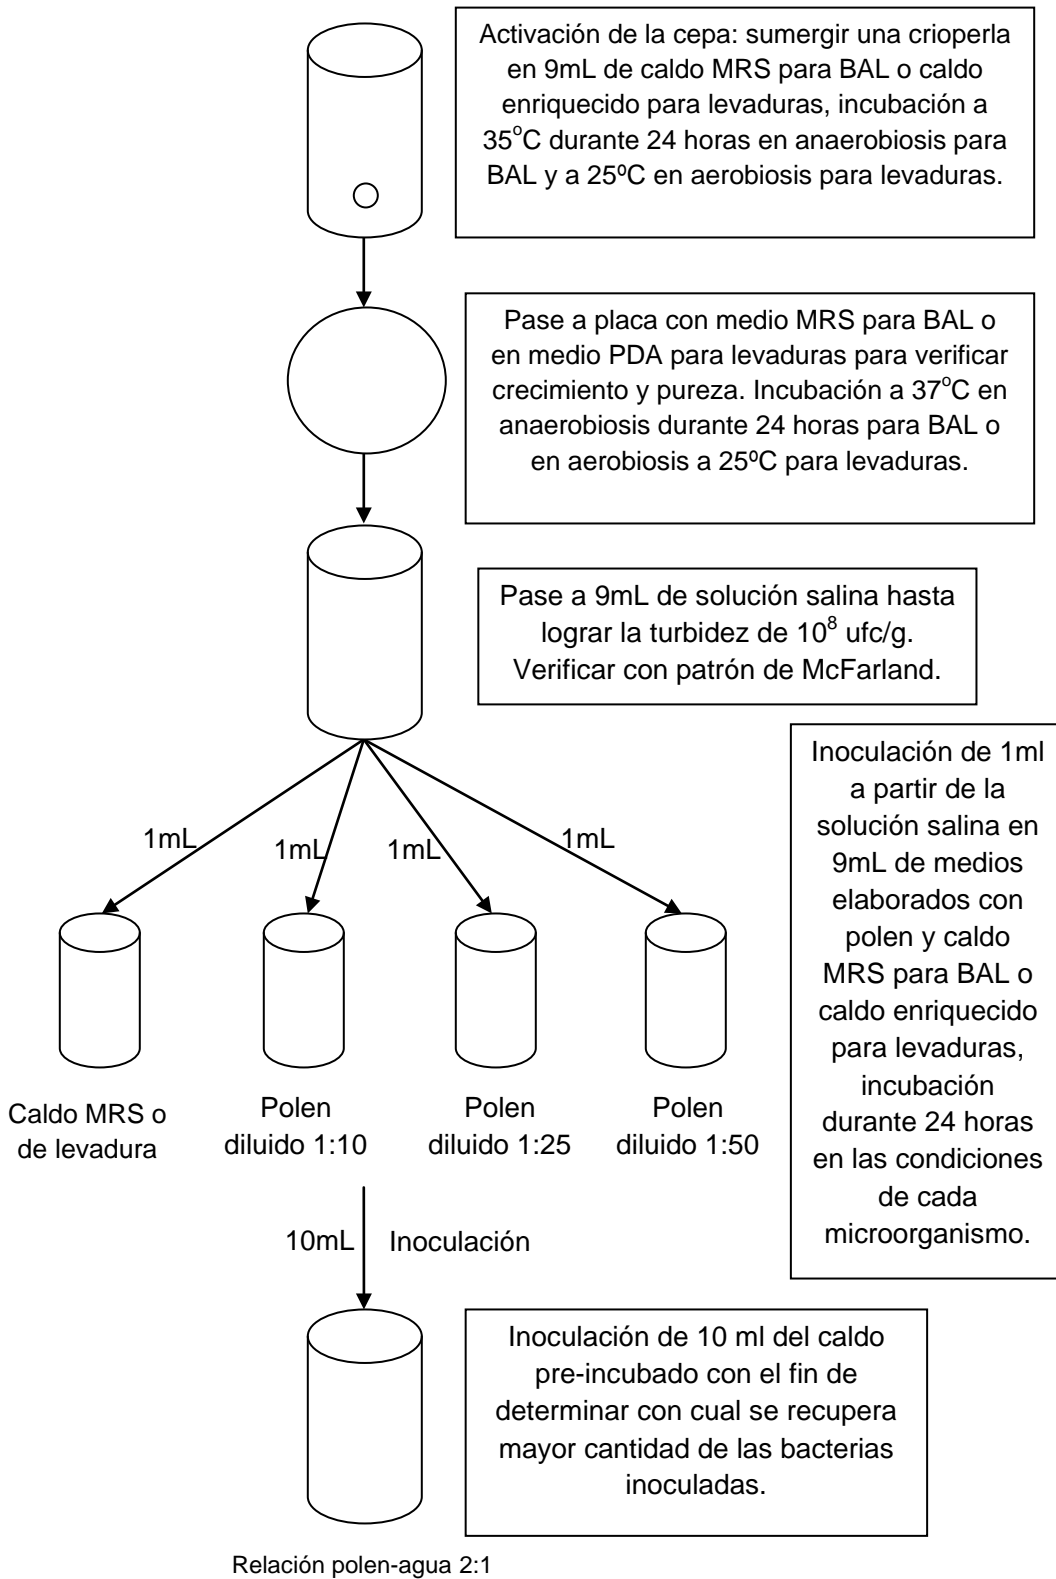 Activación de la cepa: sumergir una crioperla
en 9mL de caldo MRS para BAL o caldo
enriquecido para levaduras, incubación a
35°C durante 24 horas en anaerobiosis para
BAL y a 25ºC en aerobiosis para levaduras.
Pase a placa con medio MRS para BAL o
en medio PDA para levaduras para verificar
crecimiento y pureza. Incubación a 37°C en
anaerobiosis durante 24 horas para BAL o
en aerobiosis a 25ºC para levaduras.
Pase a 9mL de solución salina hasta
lograr la turbidez de 10⁸ ufc/g.
Verificar con patrón de McFarland.
1mL
1mL
1mL
1mL
Inoculación de 1ml
a partir de la
solución salina en
9mL de medios
elaborados con
polen y caldo
MRS para BAL o
caldo enriquecido
para levaduras,
incubación
durante 24 horas
en las condiciones
de cada
microorganismo.
Caldo MRS o
de levadura
Polen
diluido 1:10
Polen
diluido 1:25
Polen
diluido 1:50
10mL
Inoculación
Inoculación de 10 ml del caldo
pre-incubado con el fin de
determinar con cual se recupera
mayor cantidad de las bacterias
inoculadas.
Relación polen-agua 2:1